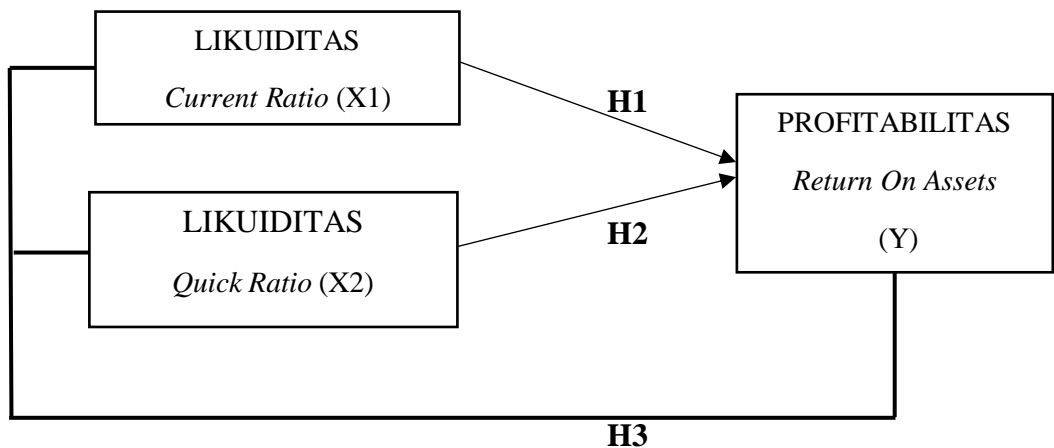 LIKUIDITAS
Current Ratio (X1)
H1
PROFITABILITAS
Return On Assets
(Y)
LIKUIDITAS
Quick Ratio (X2)
H2
H3